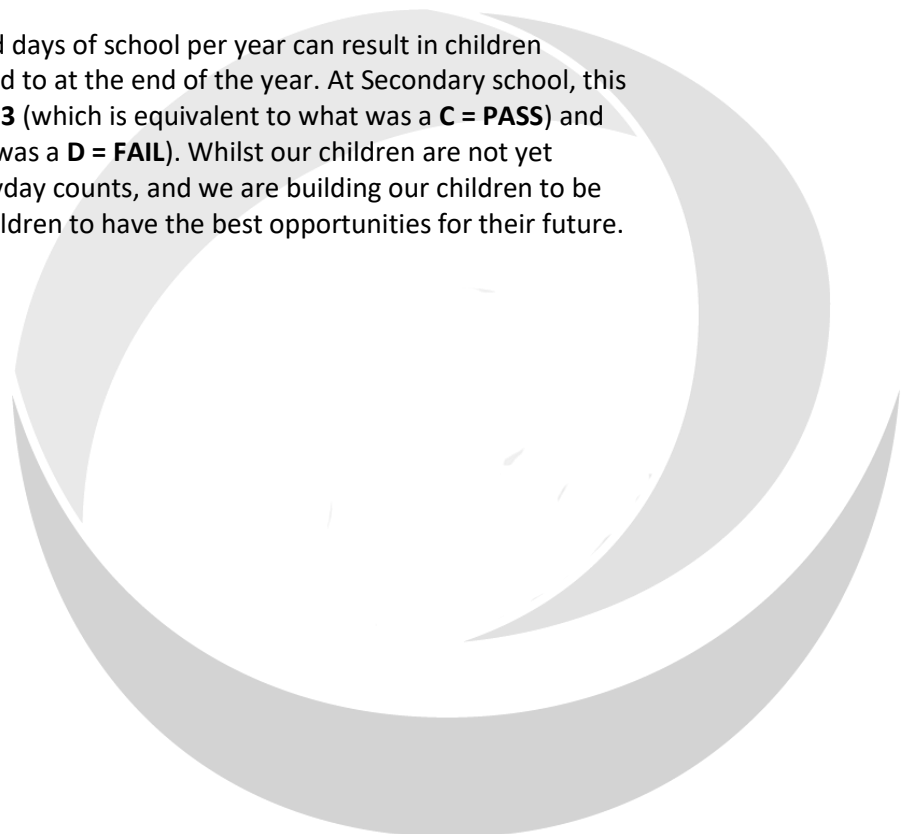 days of school per year can result in children
d to at the end of the year. At Secondary school, this
3 (which is equivalent to what was a C = PASS) and
was a D = FAIL). Whilst our children are not yet
yday counts, and we are building our children to be
ldren to have the best opportunities for their future.